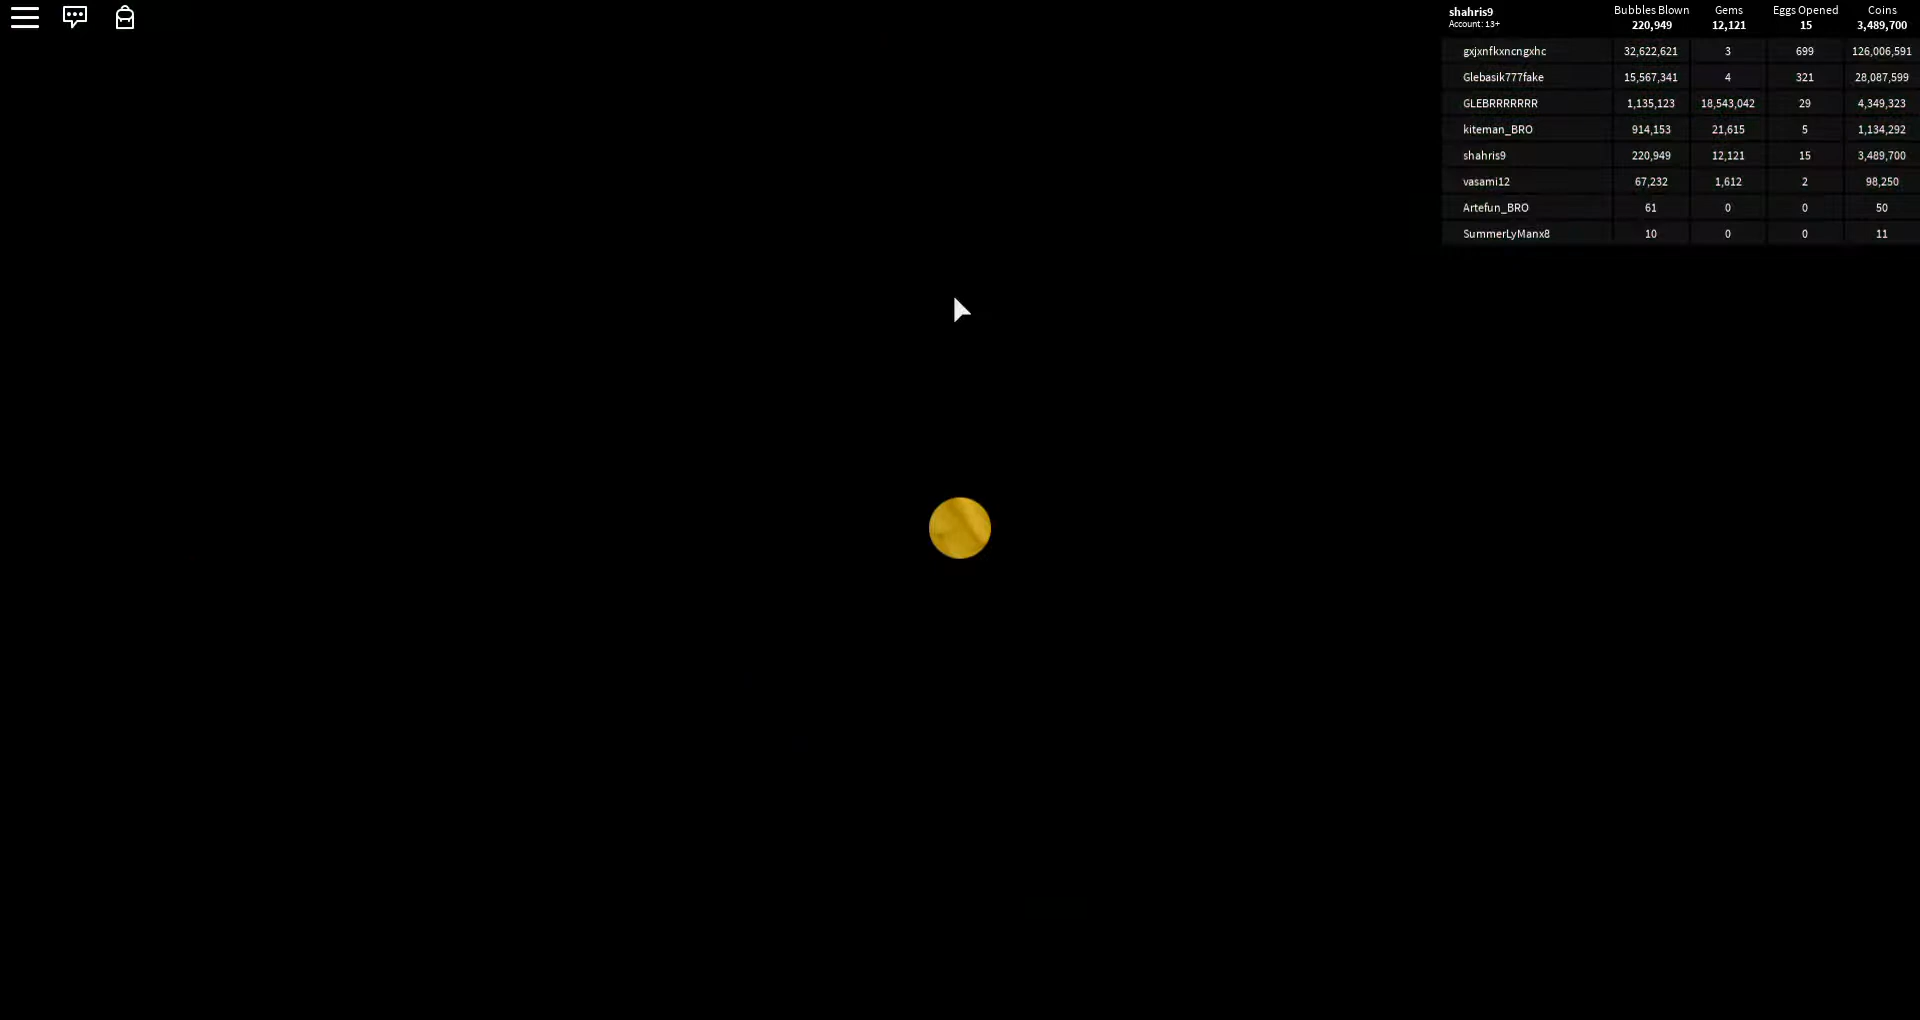 shahris9 Bubbles Blown Gems Eggs Opened Coins
Account: 13+ 220,949 12,121 15 3,489,700
gxjxnfkxncngxhc 32,622,621 3 699 126,006,591
Glebasik777fake 15,567,341 4 321 28,087,599
GLEBRRRRRRR 1,135,123 18,543,042 29 4,349,323
kiteman_BRO 914,153 21,615 5 1,134,292
shahris9 220,949 12,121 15 3,489,700
vasami12 67,232 1,612 2 98,250
Artefun_BRO 61 0 0 50
SummerLyManx8 10 0 0 11